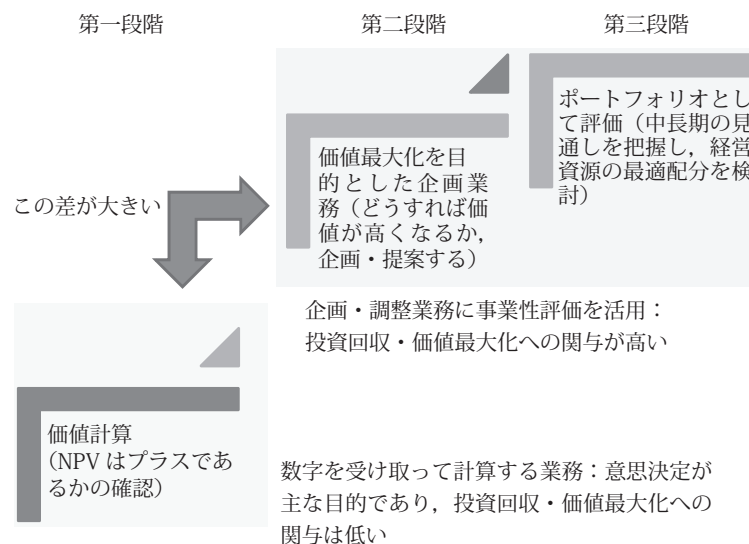 第一段階
第二段階
第三段階
ポートフォリオとし
て評価（中長期の見
通しを把握し，経営
資源の最適配分を検
討）
価値最大化を目
的とした企画業
務（どうすれば価
値が高くなるか，
企画・提案する）
この差が大きい
企画・調整業務に事業性評価を活用：
投資回収・価値最大化への関与が高い
価値計算
（NPV はプラスであ
るかの確認）
数字を受け取って計算する業務：意思決定が
主な目的であり，投資回収・価値最大化への
関与は低い